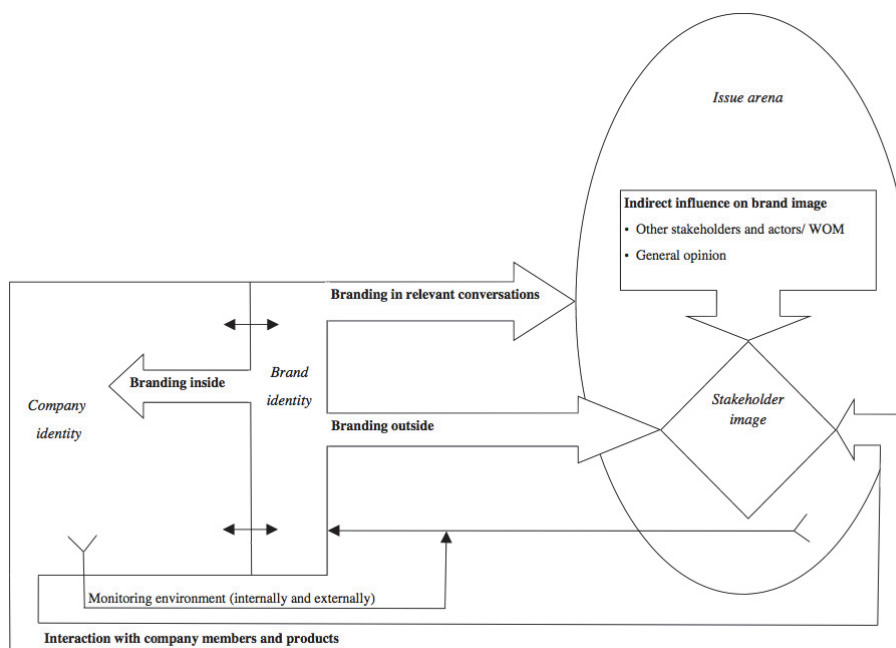 Issue arena
Indirect influence on brand image
• Other stakeholders and actors/ WOM
• General opinion
Branding in relevant conversations
Branding inside
Brand
identity
Company
identity
Branding outside
Stakeholder
image
Monitoring environment (internally and externally)
Interaction with company members and products